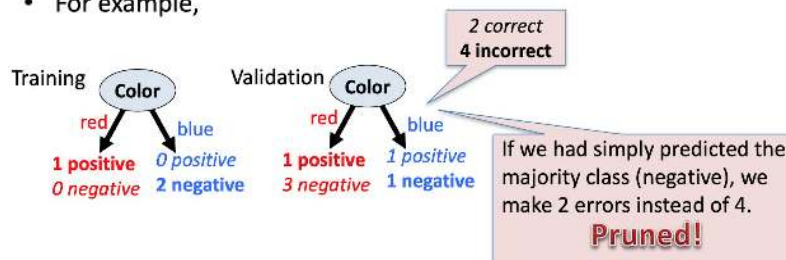 • For example,
2 correct
4 incorrect
Training
Color
red
blue
1 positive
0 negative
0 positive
2 negative
Validation
Color
red
blue
1 positive
3 negative
1 positive
1 negative
If we had simply predicted the
majority class (negative), we
make 2 errors instead of 4.
Pruned!